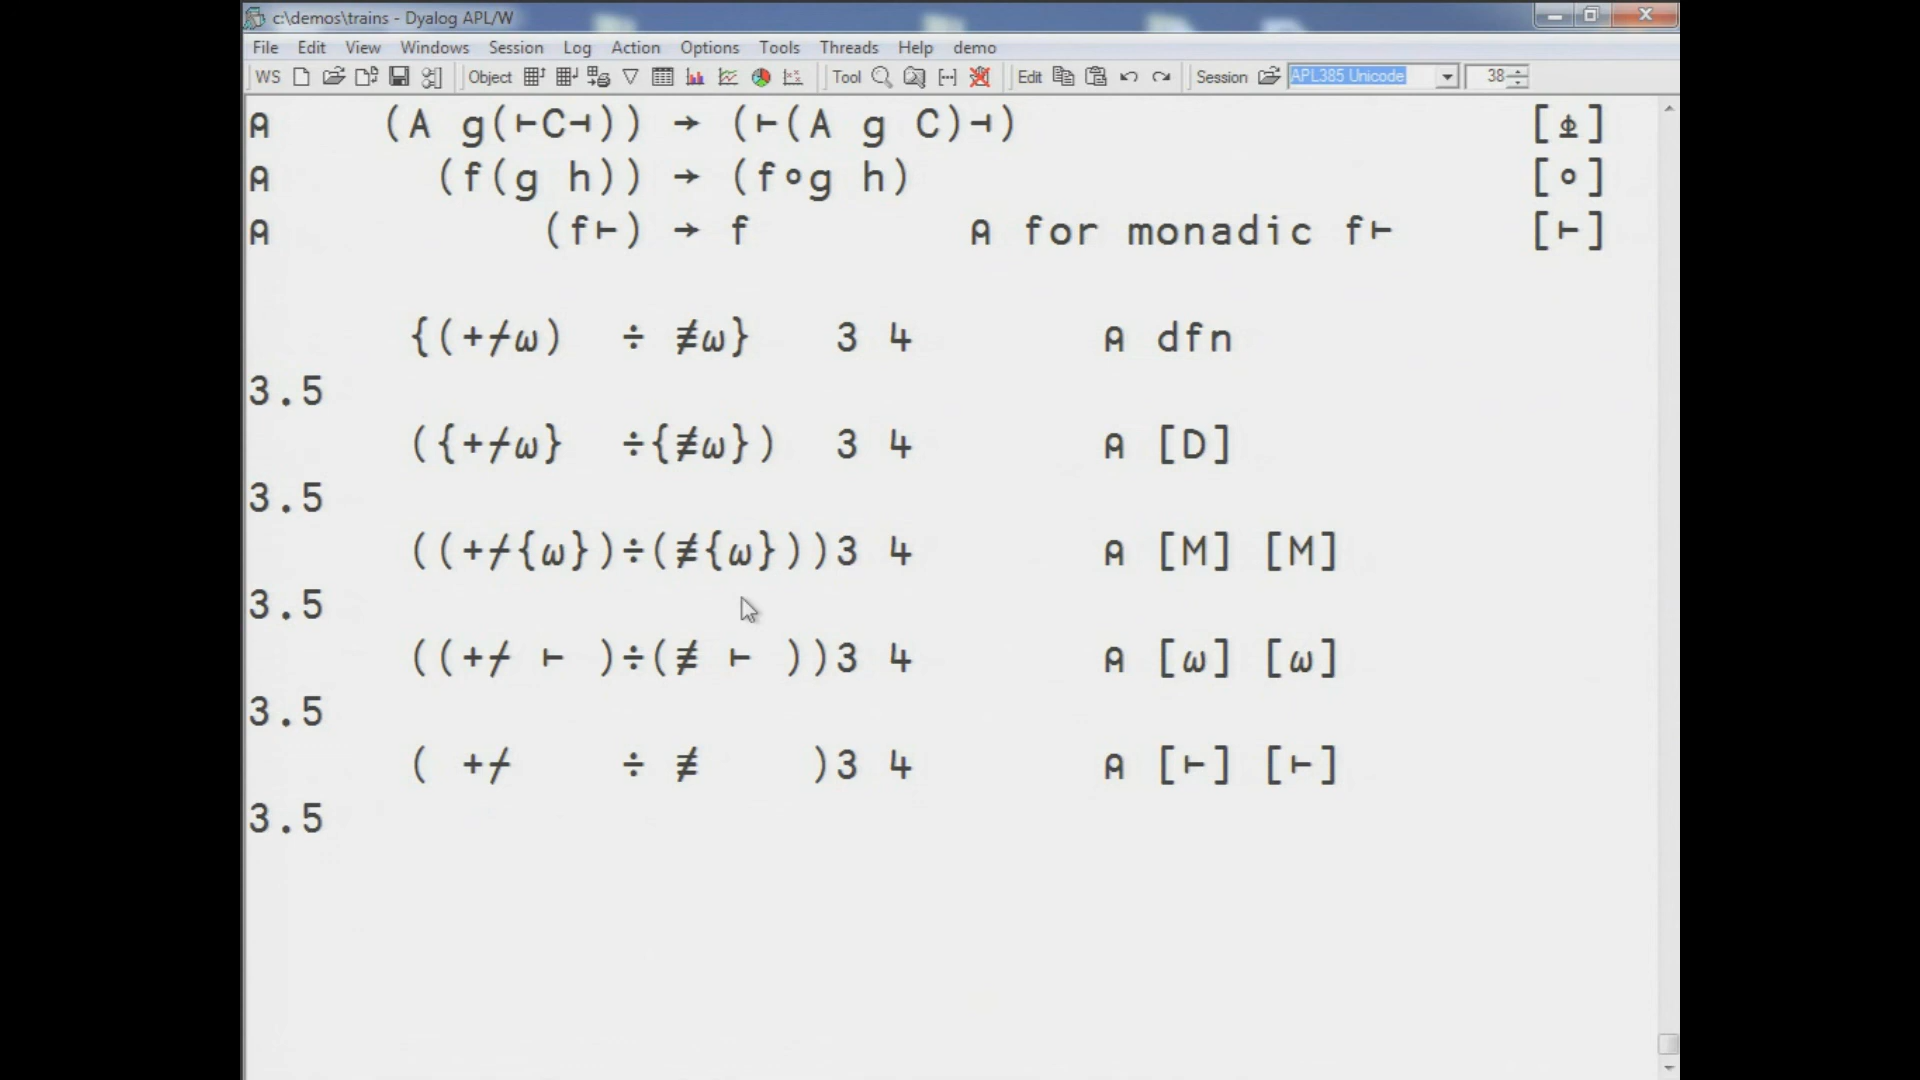 c:\demos\trains - Dyalog APL/W
File Edit View Windows Session Log Action Options Tools Threads Help demo
WS Object Tool Edit Session APL385 Unicode 38
⍝ (A g(⊢C⊣)) → (⊢(A g C)⊣) [⍎]
⍝ (f(g h)) → (f∘g h) [∘]
⍝ (f⊢) → f ⍝ for monadic f⊢ [⊢]
{(+⌿⍵) ÷ ≢⍵} 3 4 ⍝ dfn
3.5
({+⌿⍵} ÷{≢⍵}) 3 4 ⍝ [D]
3.5
((+⌿{⍵})÷(≢{⍵}))3 4 ⍝ [M] [M]
3.5
((+⌿ ⊢ )÷(≢ ⊢ ))3 4 ⍝ [⍵] [⍵]
3.5
( +⌿ ÷ ≢ )3 4 ⍝ [⊢] [⊢]
3.5